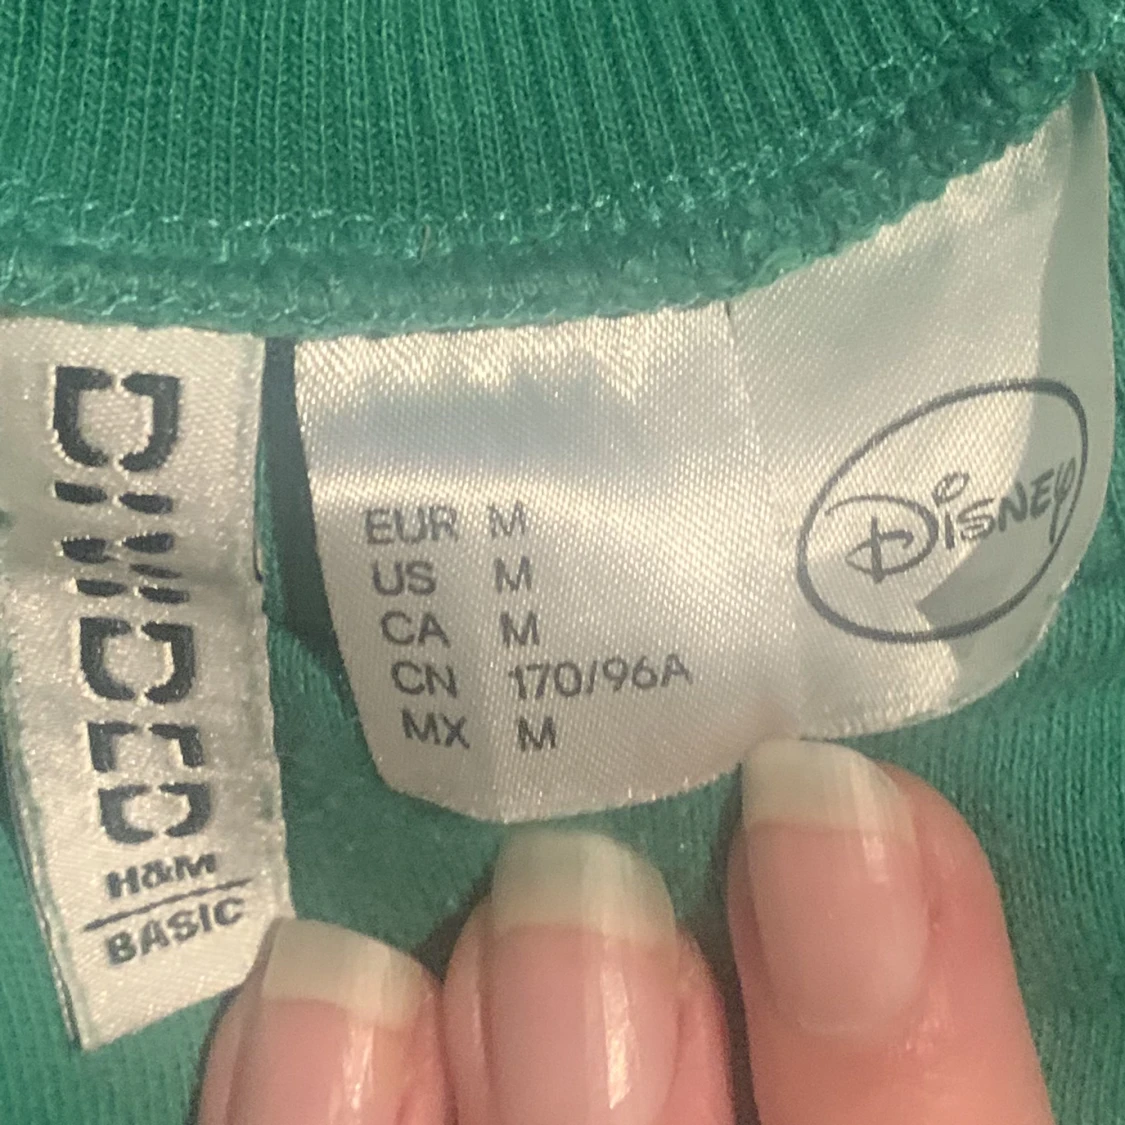 DIVIDED
H&M
BASIC
EUR M
US M
CA M
CN 170/96A
MX M
Disney